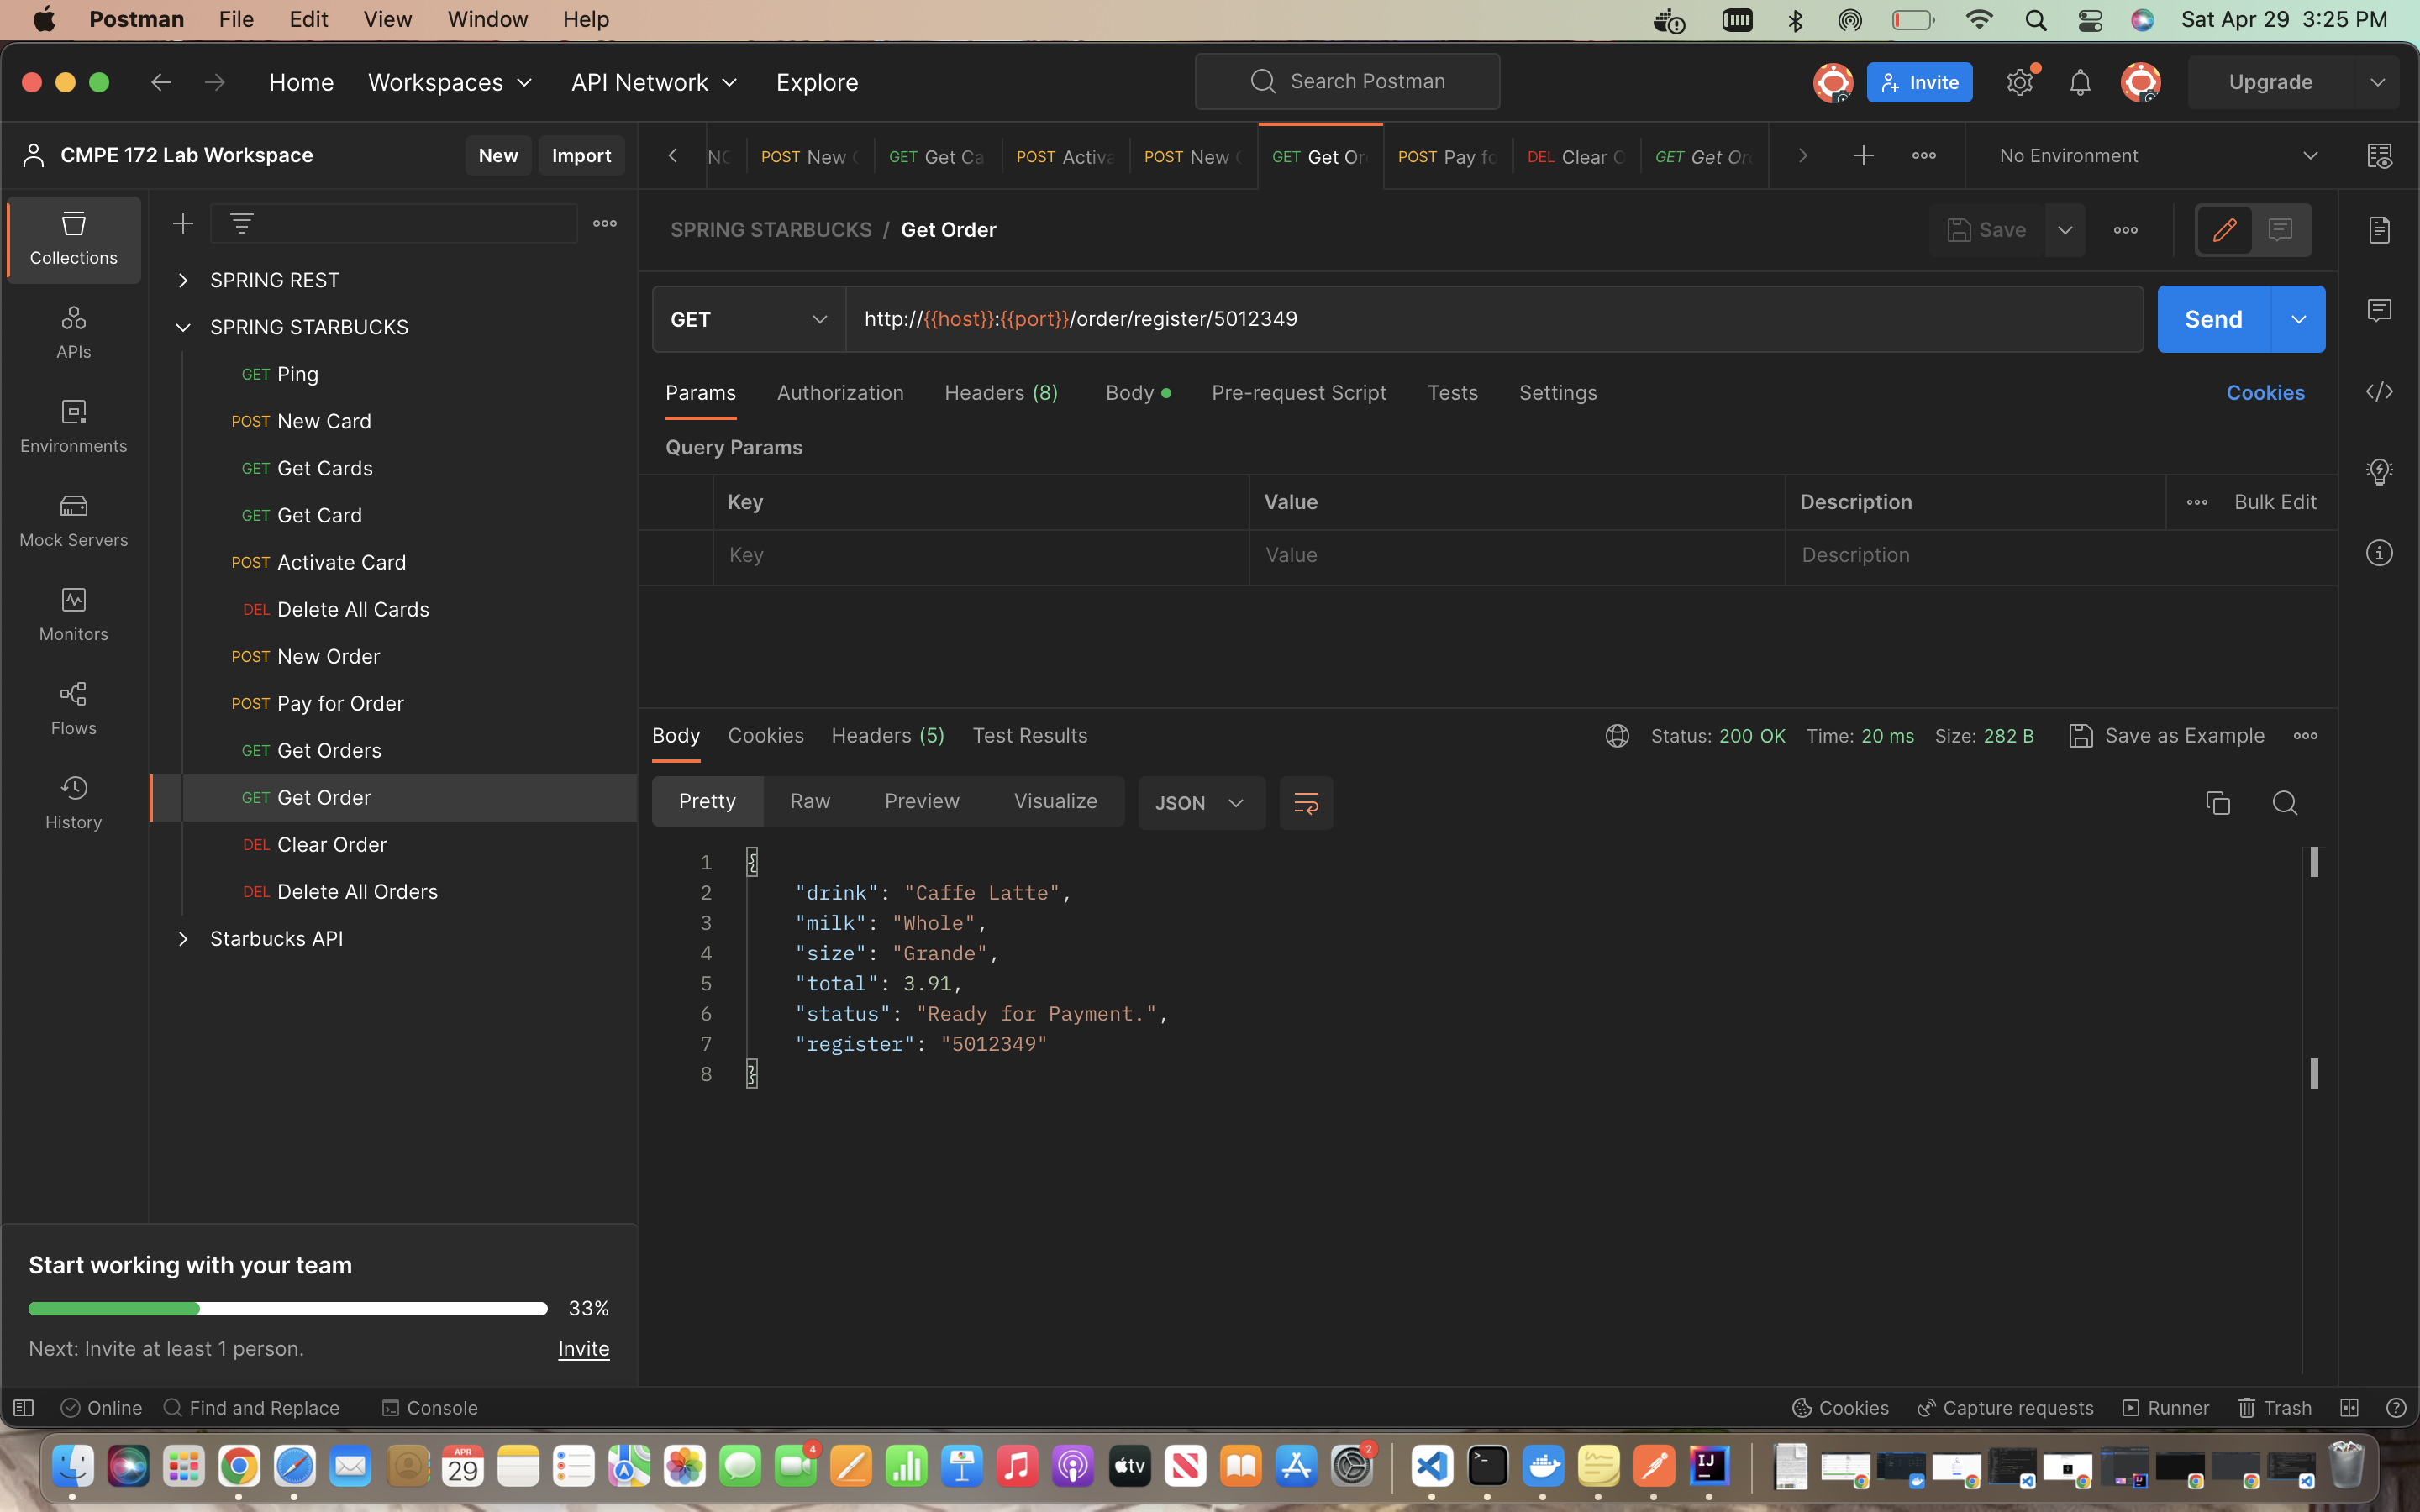 Postman File Edit View Window Help Sat Apr 29 3:25 PM
Home Workspaces API Network Explore Search Postman Invite Upgrade
CMPE 172 Lab Workspace New Import
POST New GET Get Ca POST Activa POST New GET Get Or POST Pay fo DEL Clear GET Get Or No Environment
SPRING STARBUCKS / Get Order Save
Collections
APIs
Environments
Mock Servers
Monitors
Flows
History
SPRING REST
SPRING STARBUCKS
GET Ping
POST New Card
GET Get Cards
GET Get Card
POST Activate Card
DEL Delete All Cards
POST New Order
POST Pay for Order
GET Get Orders
GET Get Order
DEL Clear Order
DEL Delete All Orders
Starbucks API
GET http://{{host}}:{{port}}/order/register/5012349 Send
Params Authorization Headers (8) Body Pre-request Script Tests Settings Cookies
Query Params
Key Value Description Bulk Edit
Key Value Description
Body Cookies Headers (5) Test Results Status: 200 OK Time: 20 ms Size: 282 B Save as Example
Pretty Raw Preview Visualize JSON
1 {
2 "drink": "Caffe Latte",
3 "milk": "Whole",
4 "size": "Grande",
5 "total": 3.91,
6 "status": "Ready for Payment.",
7 "register": "5012349"
8 }
Start working with your team
33%
Next: Invite at least 1 person. Invite
Online Find and Replace Console Cookies Capture requests Runner Trash
APR
29
4
tv
2
IJ